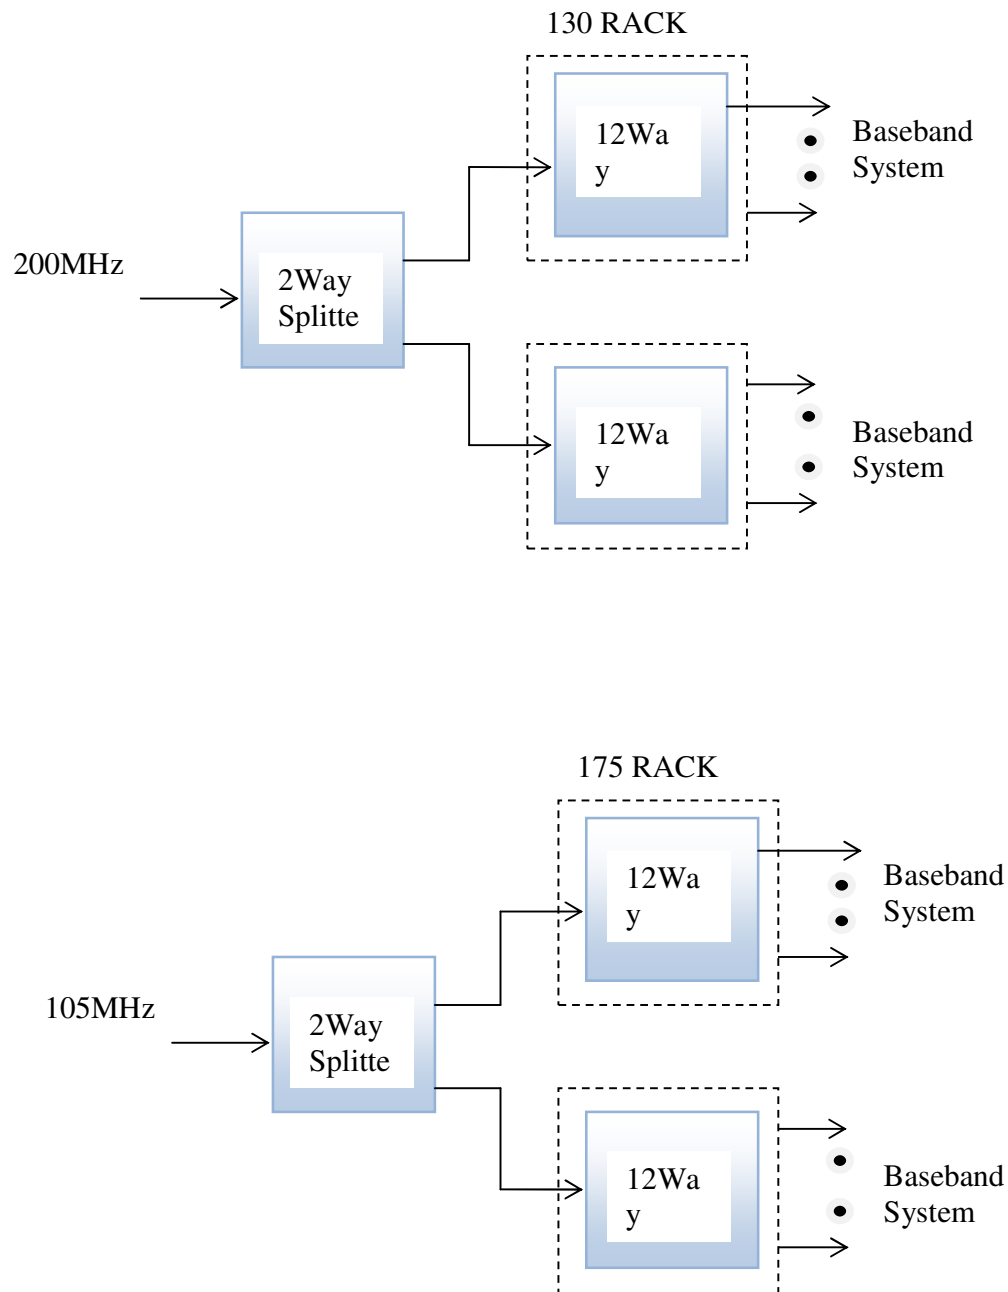 130 RACK
12Wa
y
Baseband
System
200MHz
2Way
Splitte
12Wa
y
Baseband
System
175 RACK
12Wa
y
Baseband
System
105MHz
2Way
Splitte
12Wa
y
Baseband
System